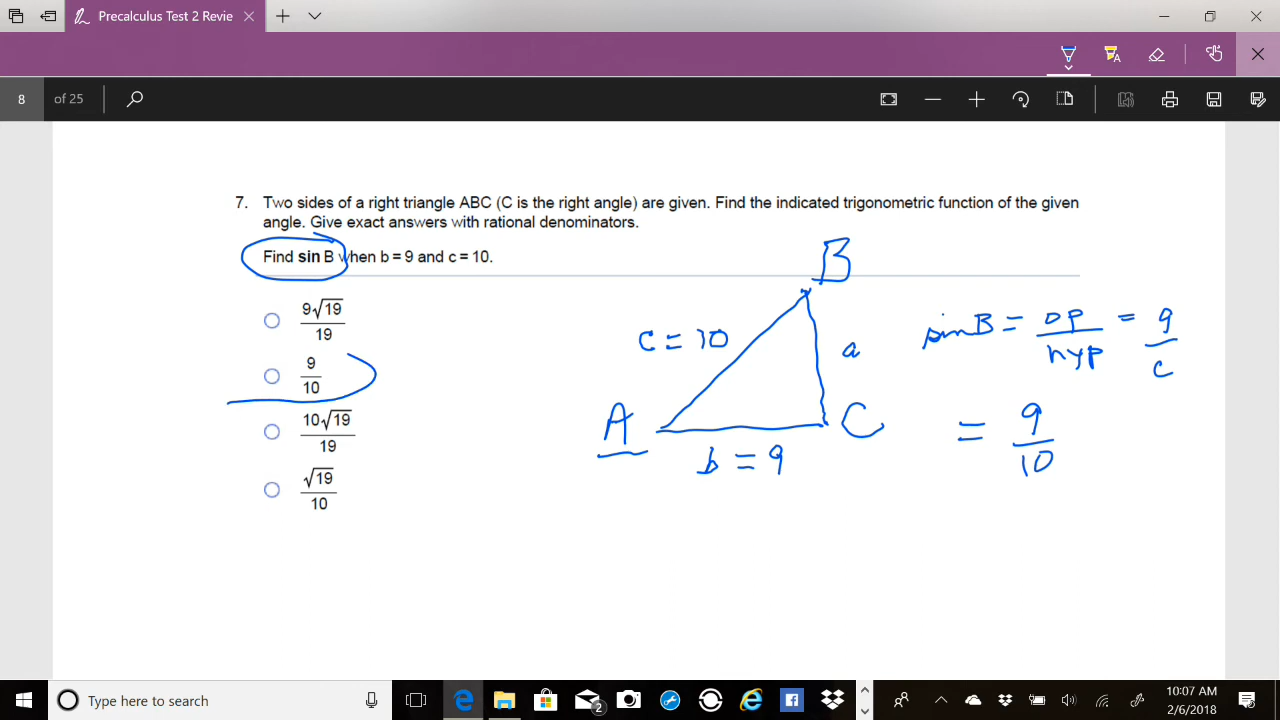 Precalculus Test 2 Revie
8 of 25
7. Two sides of a right triangle ABC (C is the right angle) are given. Find the indicated trigonometric function of the given
angle. Give exact answers with rational denominators.
Find sin B when b = 9 and c = 10.
9√19
19
9
10
10√19
19
√19
10
B
c = 10
a
A
C
b = 9
sin B = op/hyp = 9/c
= 9/10
Type here to search
2
10:07 AM
2/6/2018